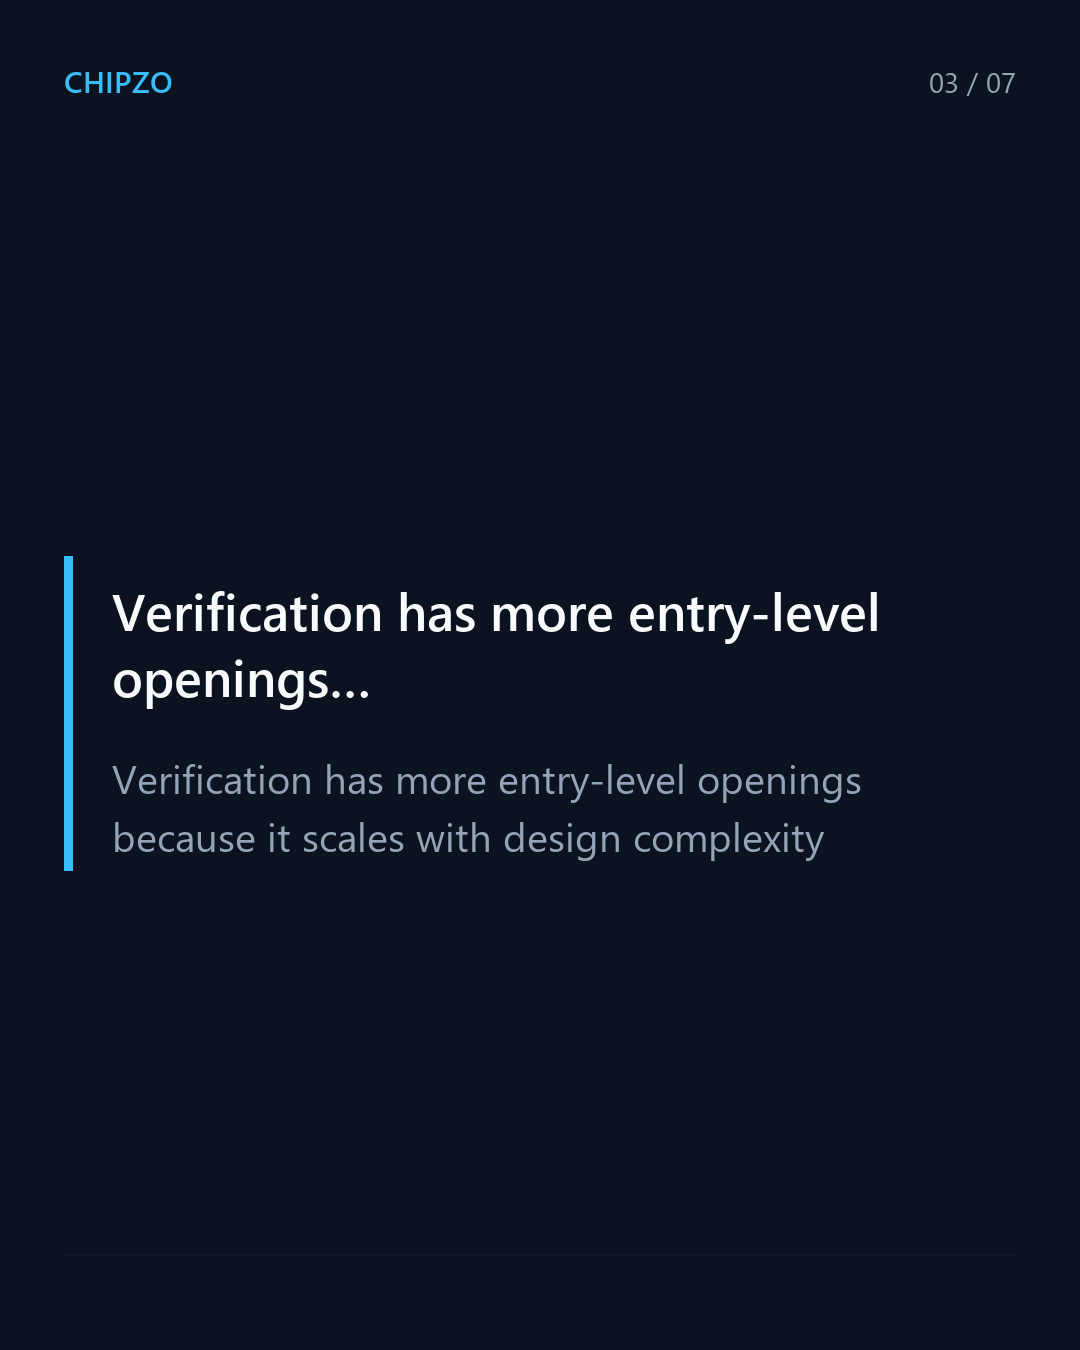 CHIPZO
03 / 07
Verification has more entry-level
openings...
Verification has more entry-level openings
because it scales with design complexity